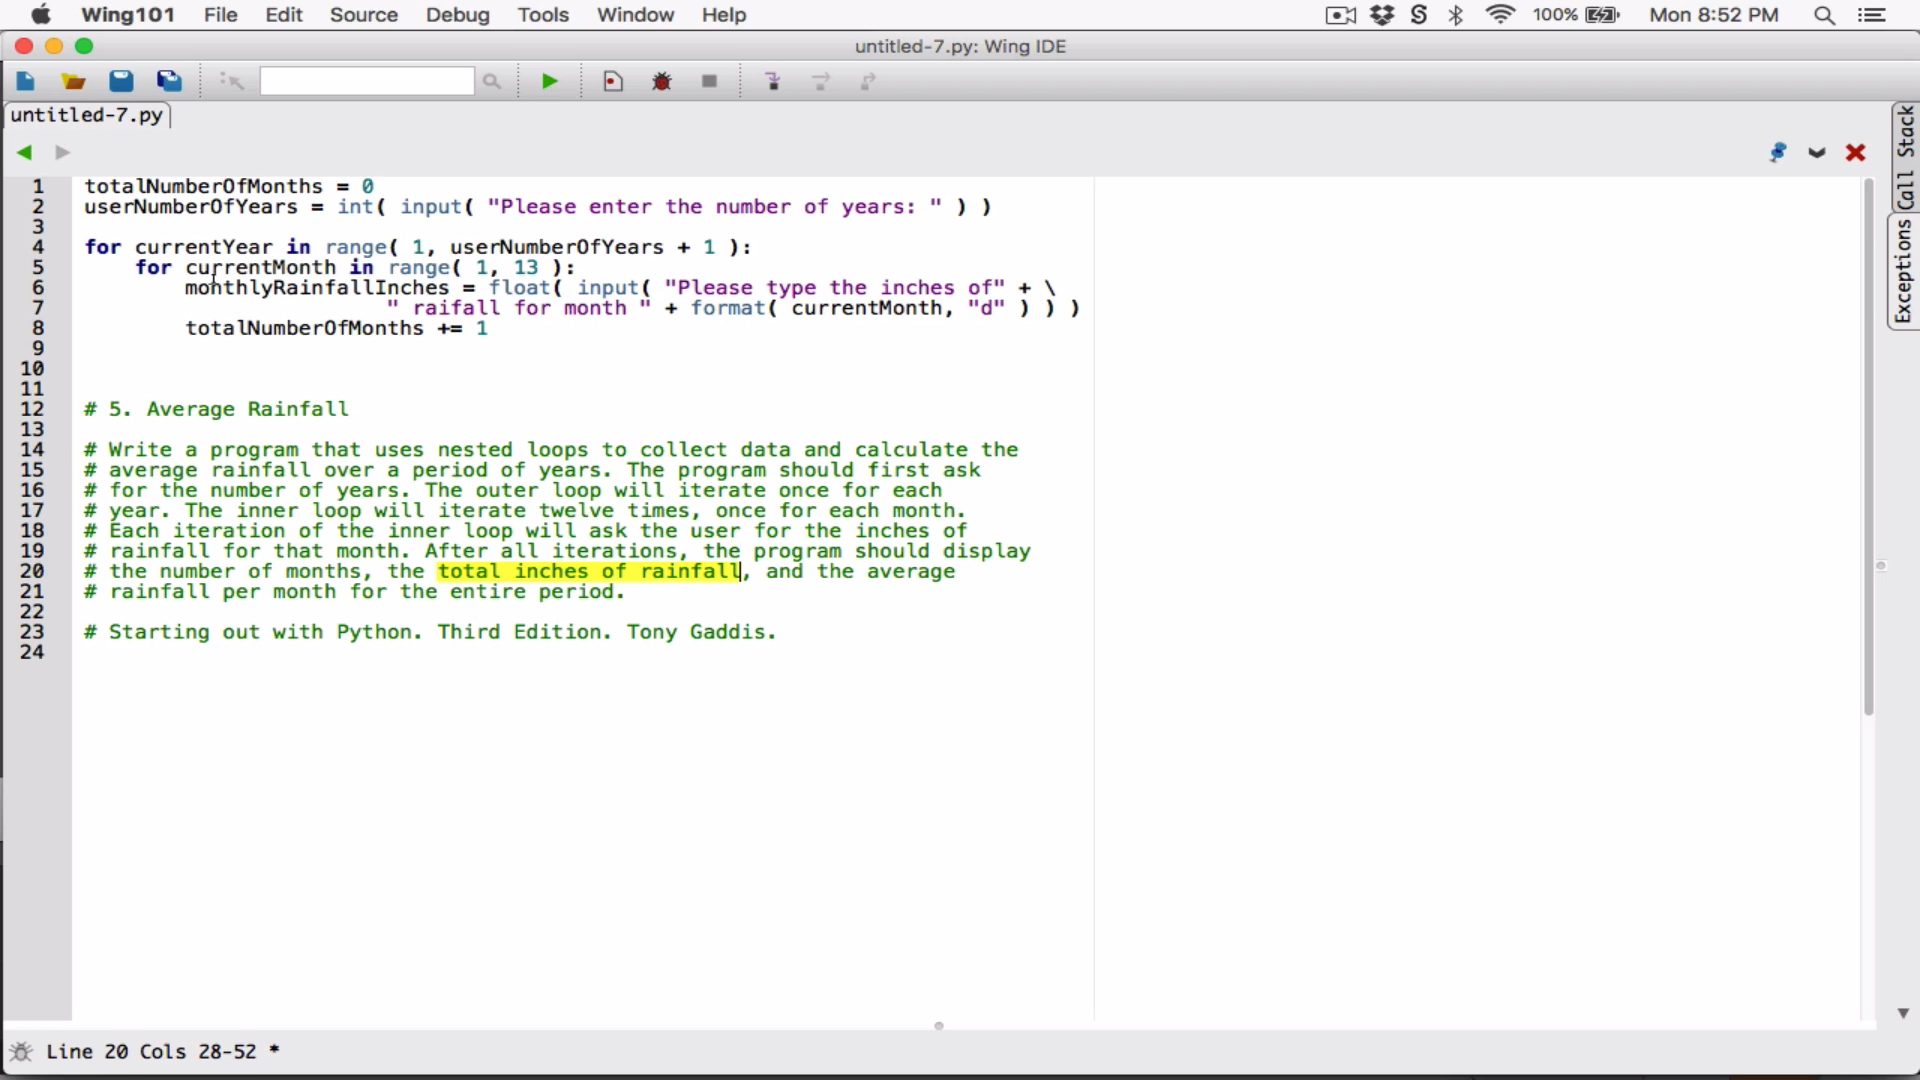 Wing101 File Edit Source Debug Tools Window Help 100% Mon 8:52 PM
untitled-7.py: Wing IDE
untitled-7.py
1 totalNumberOfMonths = 0
2 userNumberOfYears = int( input( "Please enter the number of years: " ) )
3
4 for currentYear in range( 1, userNumberOfYears + 1 ):
5 for currentMonth in range( 1, 13 ):
6 monthlyRainfallInches = float( input( "Please type the inches of" + \
7 " raifall for month " + format( currentMonth, "d" ) ) )
8 totalNumberOfMonths += 1
9
10
11
12 # 5. Average Rainfall
13
14 # Write a program that uses nested loops to collect data and calculate the
15 # average rainfall over a period of years. The program should first ask
16 # for the number of years. The outer loop will iterate once for each
17 # year. The inner loop will iterate twelve times, once for each month.
18 # Each iteration of the inner loop will ask the user for the inches of
19 # rainfall for that month. After all iterations, the program should display
20 # the number of months, the total inches of rainfall, and the average
21 # rainfall per month for the entire period.
22
23 # Starting out with Python. Third Edition. Tony Gaddis.
24
Call Stack
Exceptions
Line 20 Cols 28-52 *